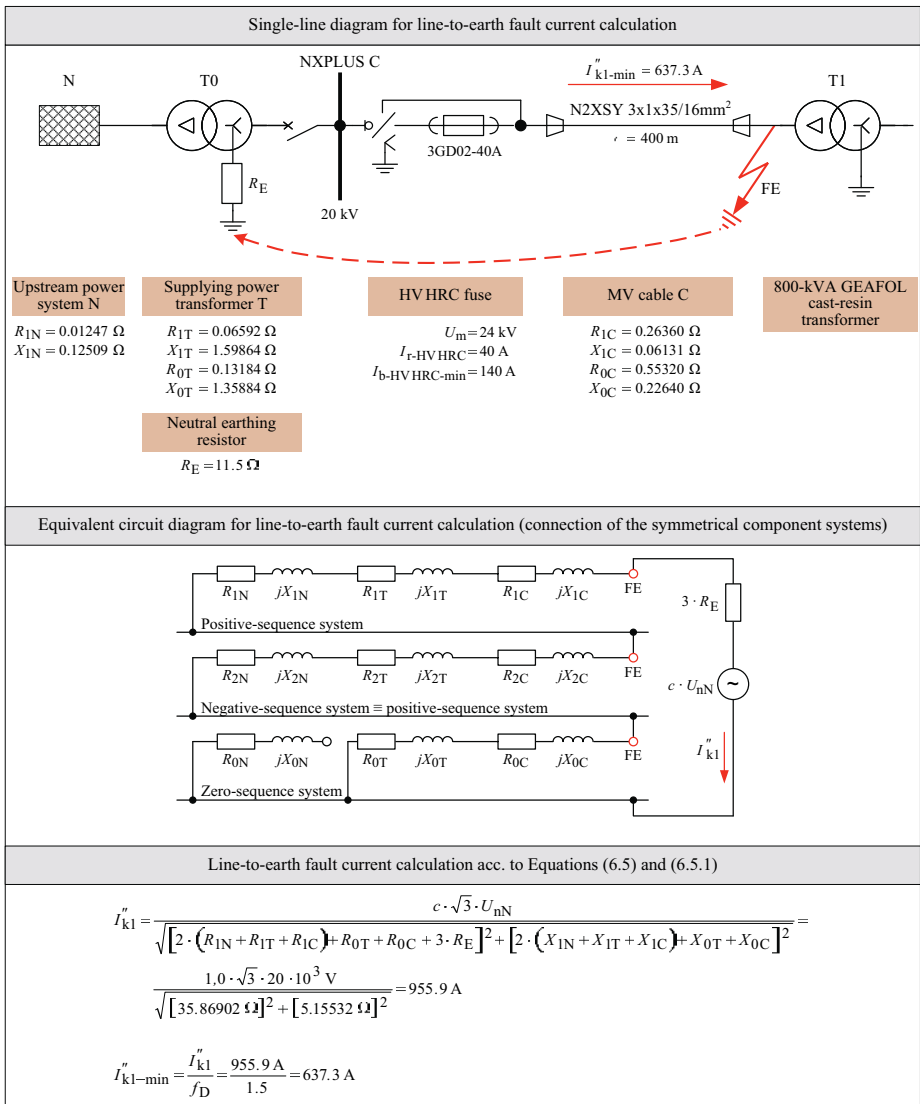 Single-line diagram for line-to-earth fault current calculation
NXPLUS C
I″k1-min = 637.3 A
N
T0
T1
N2XSY 3x1x35/16mm²
3GD02-40A
= 400 m
RE
FE
20 kV
Upstream power system N
R1N = 0.01247 Ω
X1N = 0.12509 Ω
Supplying power transformer T
R1T = 0.06592 Ω
X1T = 1.59864 Ω
R0T = 0.13184 Ω
X0T = 1.35884 Ω
Neutral earthing resistor
RE = 11.5 Ω
HV HRC fuse
Um = 24 kV
Ir-HV HRC = 40 A
Ib-HV HRC-min = 140 A
MV cable C
R1C = 0.26360 Ω
X1C = 0.06131 Ω
R0C = 0.55320 Ω
X0C = 0.22640 Ω
800-kVA GEAFOL cast-resin transformer
Equivalent circuit diagram for line-to-earth fault current calculation (connection of the symmetrical component systems)
R1N jX1N R1T jX1T R1C jX1C FE
3 · RE
Positive-sequence system
R2N jX2N R2T jX2T R2C jX2C FE
c · UnN
~
Negative-sequence system ≡ positive-sequence system
R0N jX0N R0T jX0T R0C jX0C FE
I″k1
Zero-sequence system
Line-to-earth fault current calculation acc. to Equations (6.5) and (6.5.1)
I″k1 = c · √3 · UnN / √([2 · (R1N + R1T + R1C) + R0T + R0C + 3 · RE]² + [2 · (X1N + X1T + X1C) + X0T + X0C]²) =
1,0 · √3 · 20 · 10³ V / √([35.86902 Ω]² + [5.15532 Ω]²) = 955.9 A
I″k1–min = I″k1 / fD = 955.9 A / 1.5 = 637.3 A